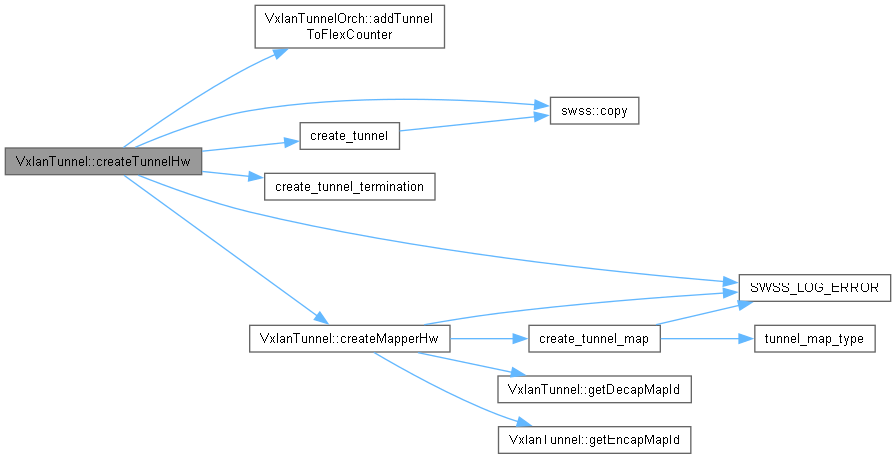 VxlanTunnelOrch::addTunnel
ToFlexCounter
swss::copy
create_tunnel
VxlanTunnel::createTunnelHw
create_tunnel_termination
SWSS_LOG_ERROR
VxlanTunnel::createMapperHw
create_tunnel_map
tunnel_map_type
VxlanTunnel::getDecapMapId
VxlanTunnel::getEncapMapId